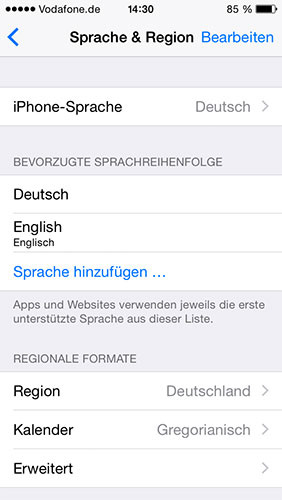 Vodafone.de 14:30 85 %
Sprache & Region Bearbeiten
iPhone-Sprache Deutsch
BEVORZUGTE SPRACHREIHENFOLGE
Deutsch
English
Englisch
Sprache hinzufügen …
Apps und Websites verwenden jeweils die erste
unterstützte Sprache aus dieser Liste.
REGIONALE FORMATE
Region Deutschland
Kalender Gregorianisch
Erweitert